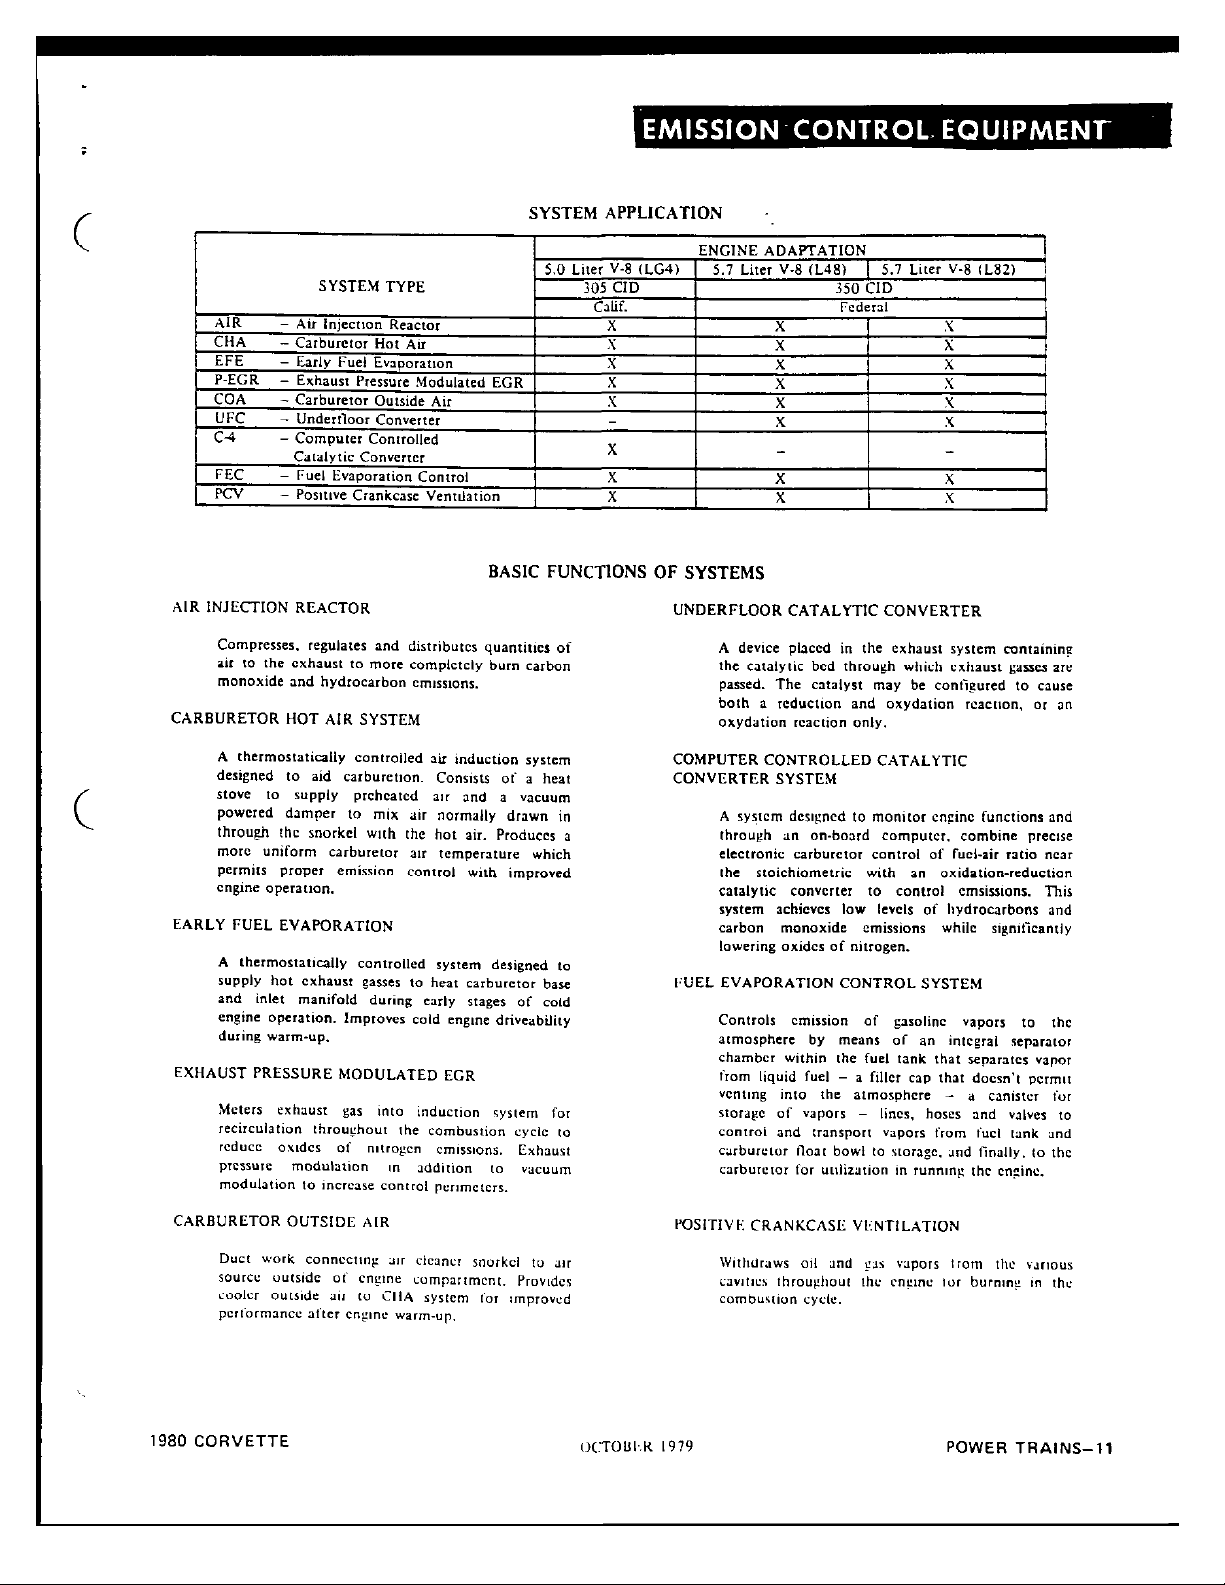 EMISSION CONTROL EQUIPMENT
SYSTEM APPLICATION
SYSTEM TYPE
ENGINE ADAPTATION
5.0 Liter V-8 (LG4) 5.7 Liter V-8 (L48) 5.7 Liter V-8 (L82)
305 CID 350 CID
Calif. Federal
AIR – Air Injection Reactor X X X
CHA – Carburetor Hot Air X X X
EFE – Early Fuel Evaporation X X X
P-EGR – Exhaust Pressure Modulated EGR X X X
COA – Carburetor Outside Air X X X
UFC – Underfloor Converter – X X
C-4 – Computer Controlled
Catalytic Converter X – –
FEC – Fuel Evaporation Control X X X
PCV – Positive Crankcase Ventilation X X X
BASIC FUNCTIONS OF SYSTEMS
AIR INJECTION REACTOR
Compresses, regulates and distributes quantities of
air to the exhaust to more completely burn carbon
monoxide and hydrocarbon emissions.
CARBURETOR HOT AIR SYSTEM
A thermostatically controlled air induction system
designed to aid carburetion. Consists of a heat
stove to supply preheated air and a vacuum
powered damper to mix air normally drawn in
through the snorkel with the hot air. Produces a
more uniform carburetor air temperature which
permits proper emission control with improved
engine operation.
EARLY FUEL EVAPORATION
A thermostatically controlled system designed to
supply hot exhaust gasses to heat carburetor base
and inlet manifold during early stages of cold
engine operation. Improves cold engine driveability
during warm-up.
EXHAUST PRESSURE MODULATED EGR
Meters exhaust gas into induction system for
recirculation throughout the combustion cycle to
reduce oxides of nitrogen emissions. Exhaust
pressure modulation in addition to vacuum
modulation to increase control perimeters.
CARBURETOR OUTSIDE AIR
Duct work connecting air cleaner snorkel to air
source outside of engine compartment. Provides
cooler outside air to CHA system for improved
performance after engine warm-up.
UNDERFLOOR CATALYTIC CONVERTER
A device placed in the exhaust system containing
the catalytic bed through which exhaust gasses are
passed. The catalyst may be configured to cause
both a reduction and oxydation reaction, or an
oxydation reaction only.
COMPUTER CONTROLLED CATALYTIC
CONVERTER SYSTEM
A system designed to monitor engine functions and
through an on-board computer, combine precise
electronic carburetor control of fuel-air ratio near
the stoichiometric with an oxidation-reduction
catalytic converter to control emsissions. This
system achieves low levels of hydrocarbons and
carbon monoxide emissions while significantly
lowering oxides of nitrogen.
FUEL EVAPORATION CONTROL SYSTEM
Controls emission of gasoline vapors to the
atmosphere by means of an integral separator
chamber within the fuel tank that separates vapor
from liquid fuel – a filler cap that doesn't permit
venting into the atmosphere – a canister for
storage of vapors – lines, hoses and valves to
control and transport vapors from fuel tank and
carburetor float bowl to storage, and finally, to the
carburetor for utilization in running the engine.
POSITIVE CRANKCASE VENTILATION
Withdraws oil and gas vapors from the various
cavities throughout the engine for burning in the
combustion cycle.
1980 CORVETTE
OCTOBER 1979
POWER TRAINS–11